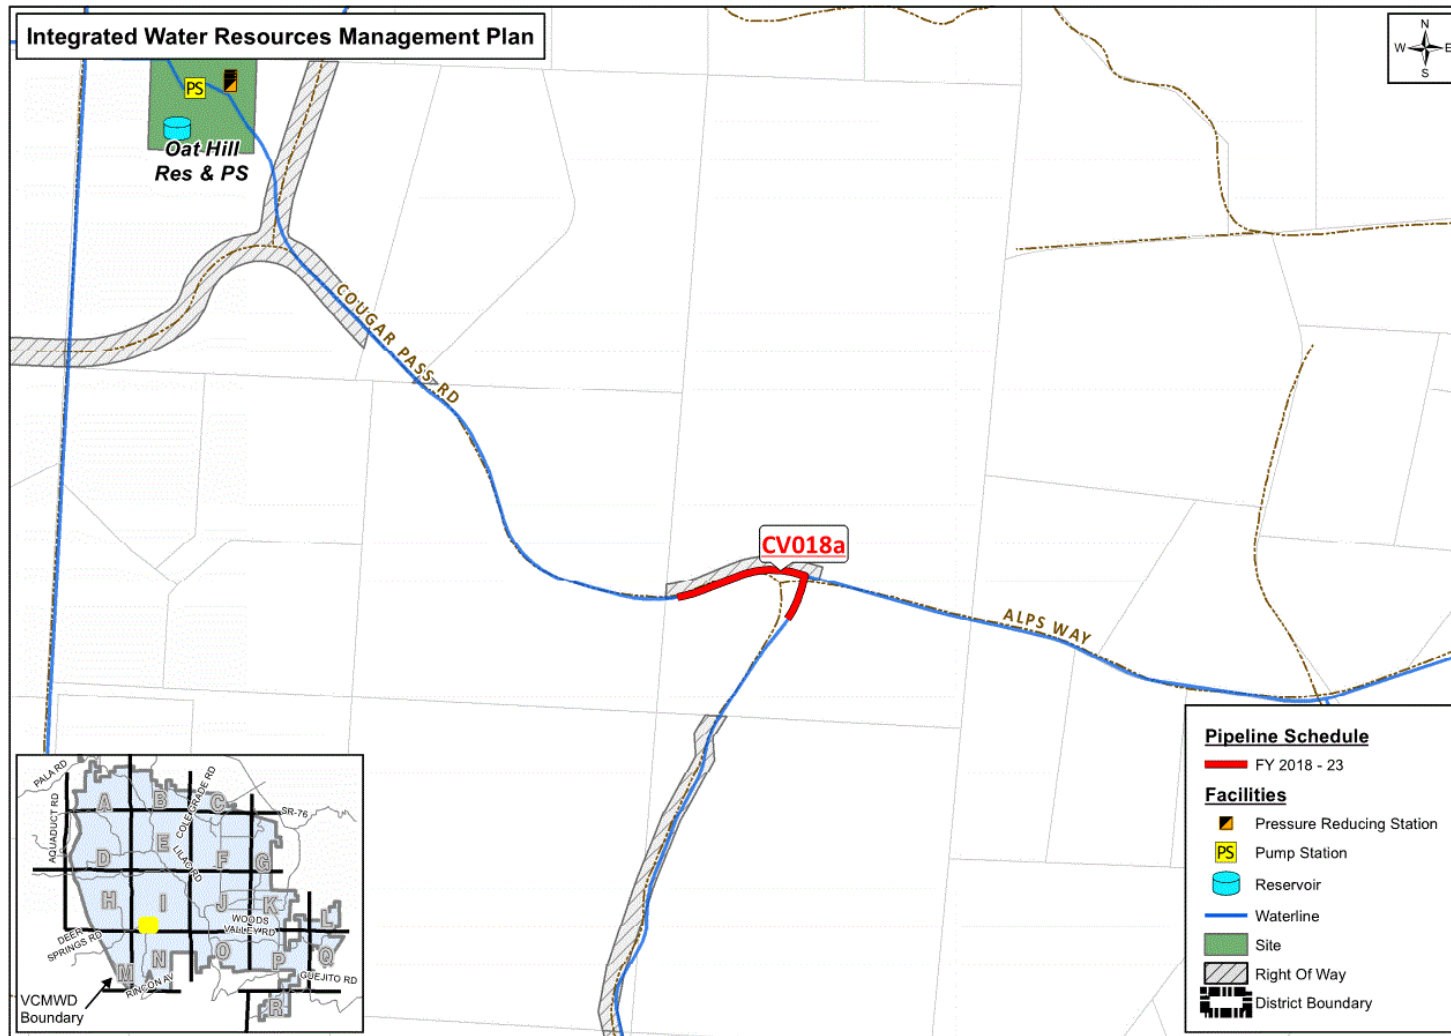 Integrated Water Resources Management Plan
N
W E
S
PS
Oat Hill
Res & PS
COUGAR PASS RD
CV018a
ALPS WAY
Pipeline Schedule
FY 2018 - 23
Facilities
Pressure Reducing Station
PS Pump Station
Reservoir
Waterline
Site
Right Of Way
District Boundary
PALA RD
AQUADUCT RD
COLE GRADE RD
SR-76
A B C
E
LILAC RD
D F G
H I J K
WOODS
VALLEY RD
L
DEER
SPRINGS RD
M N O P Q
RINCON AV
GUEJITO RD
R
VCMWD
Boundary